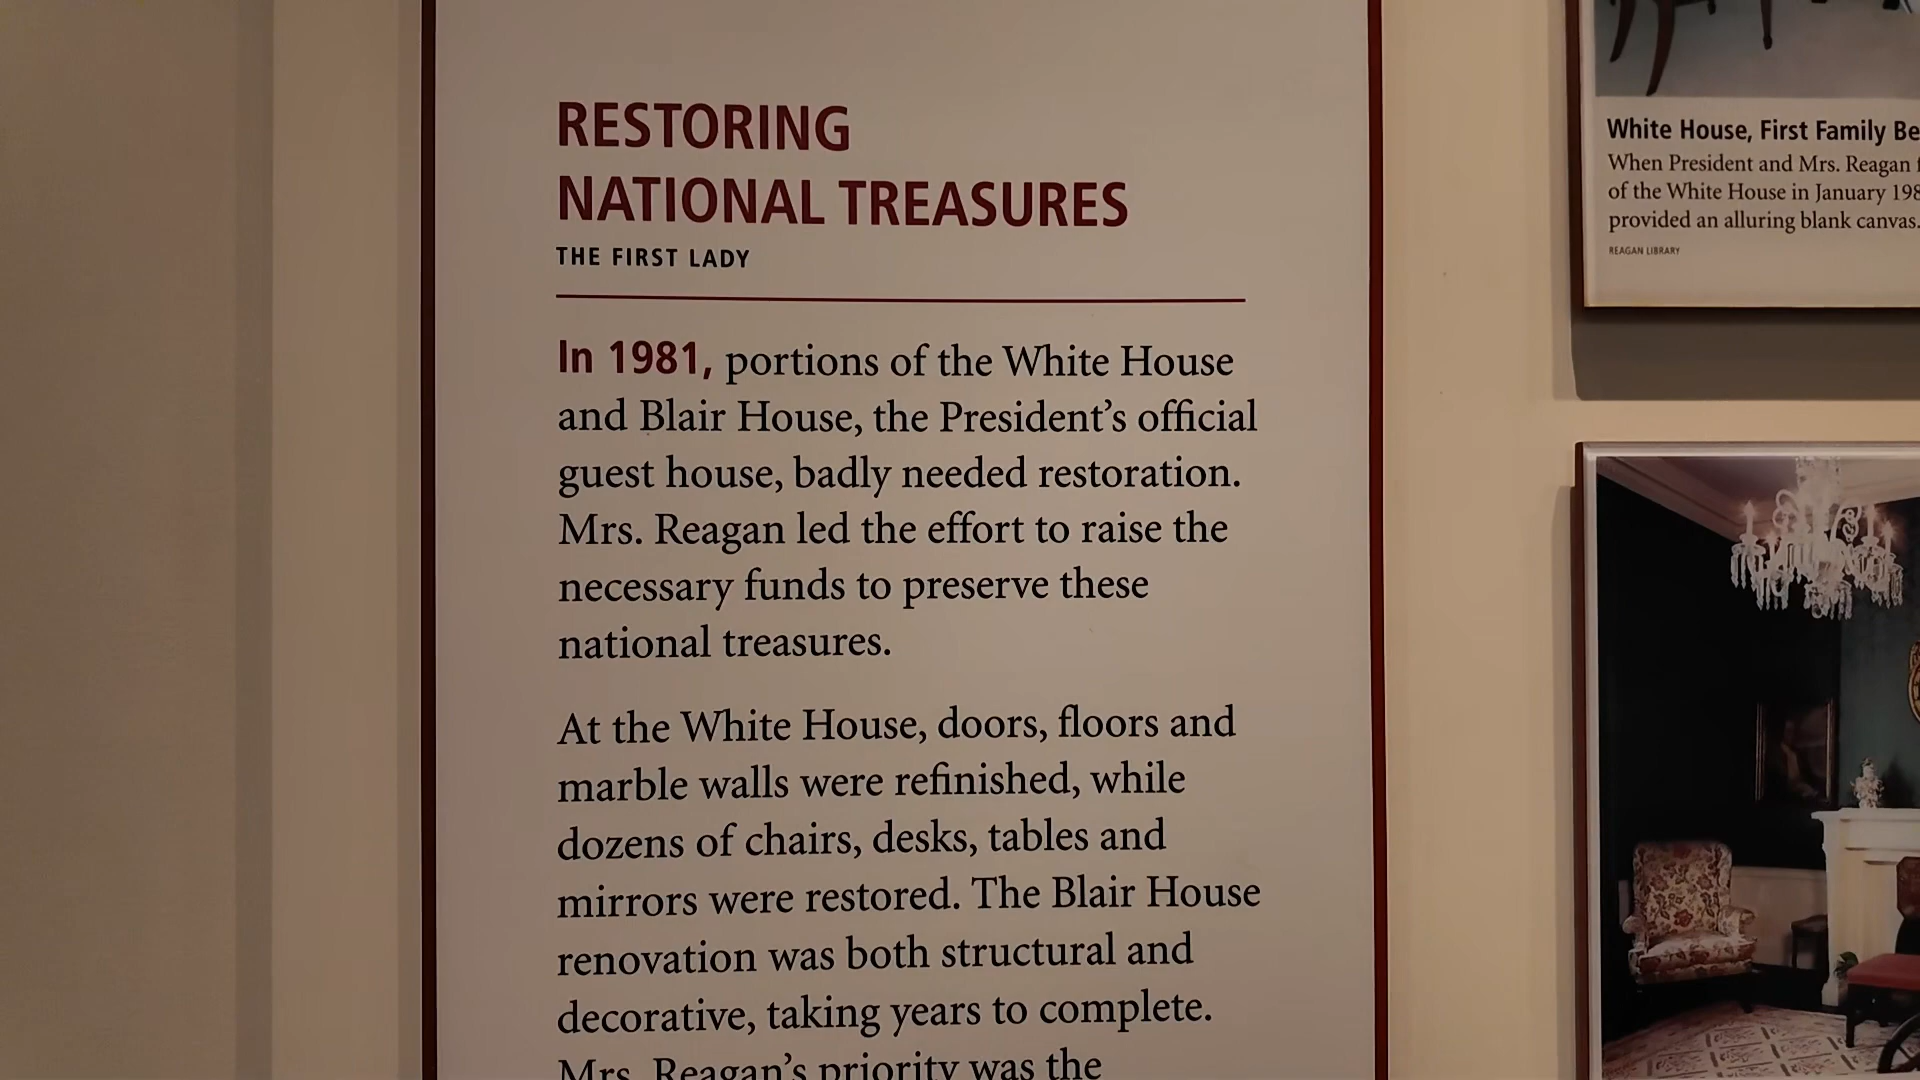 RESTORING
NATIONAL TREASURES
THE FIRST LADY
In 1981, portions of the White House
and Blair House, the President’s official
guest house, badly needed restoration.
Mrs. Reagan led the effort to raise the
necessary funds to preserve these
national treasures.
At the White House, doors, floors and
marble walls were refinished, while
dozens of chairs, desks, tables and
mirrors were restored. The Blair House
renovation was both structural and
decorative, taking years to complete.
Mrs. Reagan’s priority was the
White House, First Family
When President and Mrs. Reagan
of the White House in January
provided an alluring blank canvas.
REAGAN LIBRARY